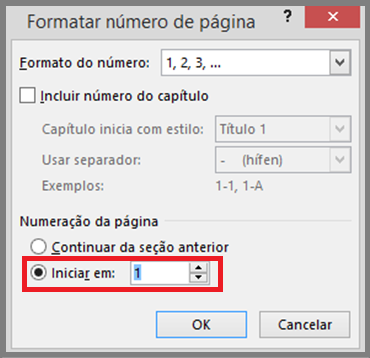 Formatar número de página ? ×
Formato do número: 1, 2, 3, ...
Incluir número do capítulo
Capítulo inicia com estilo: Título 1
Usar separador: - (hífen)
Exemplos: 1-1, 1-A
Numeração da página
Continuar da seção anterior
Iniciar em: 1
OK Cancelar